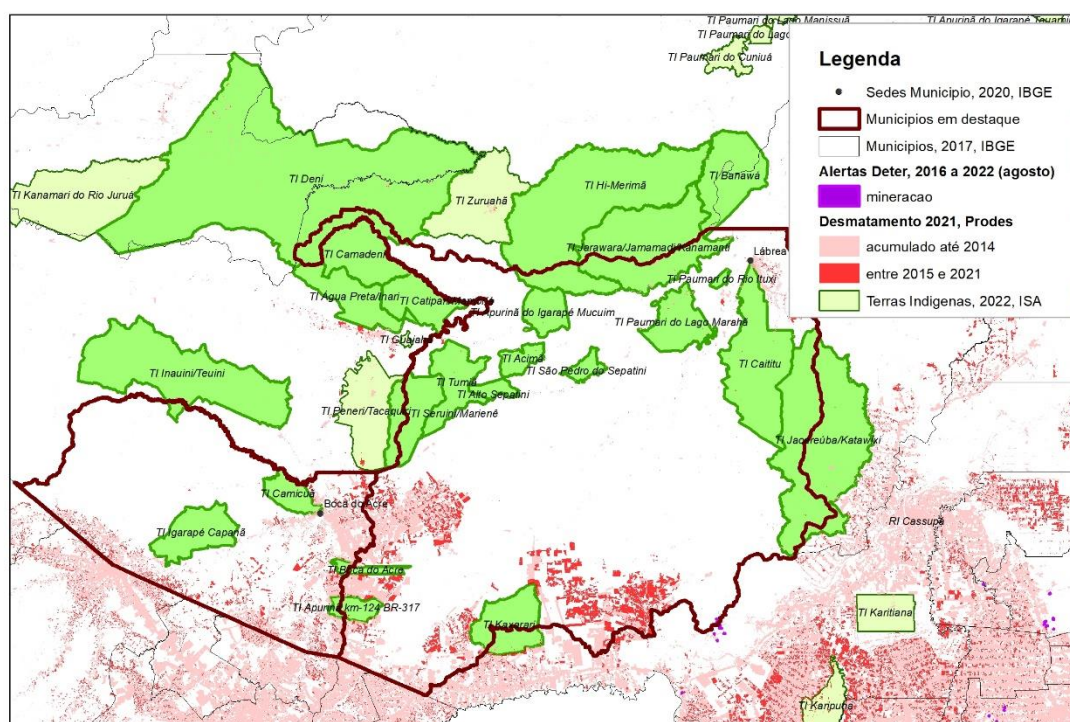 TI Paumari do Lago Manissuã
TI Apurinã do Igarapé Tauamirim
TI Paumari do Lago
TI Paumari do Cuniuá
Legenda
Sedes Municipio, 2020, IBGE
Municipios em destaque
Municipios, 2017, IBGE
Alertas Deter, 2016 a 2022 (agosto)
mineracao
Desmatamento 2021, Prodes
acumulado até 2014
entre 2015 e 2021
Terras Indigenas, 2022, ISA
TI Kanamari do Rio Juruá
TI Deni
TI Zuruahã
TI Hi-Merimã
TI Banawá
TI Camadeni
TI Jarawara/Jamamadi/Kanamanti
Lábrea
TI Água Preta/Inari
TI Catipari/Mamoriá
TI Paumari do Rio Ituxi
TI Apurinã do Igarapé Mucuim
TI Paumari do Lago Marahã
TI Guajahã
TI Acimã
TI São Pedro do Sepatini
TI Caititu
TI Inauini/Teuini
TI Tumiã
TI Alto Sepatini
TI Peneri/Tacaquiri
TI Seruini/Marienê
TI Jacareúba/Katawixi
TI Camicuã
Boca do Acre
TI Igarapé Capanã
RI Cassupá
TI Boca do Acre
TI Apurinã km-124 BR-317
TI Kaxarari
TI Karitiana
TI Karipuna